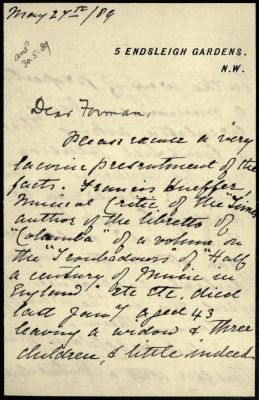 May 27th/89
ans'd
30.5.89
5 ENDSLEIGH GARDENS.
N.W.
Dear Forman,
Please excuse a very
laconic presentment of the
facts. Francis Hueffer,
Musical Critic of the Times
author of the libretto of
"Colomba" of a volume on
the "Troubadours" of "Half
a century of Music in
England" etc etc, died
last Jany aged 43
leaving a widow & three
children, & little indeed